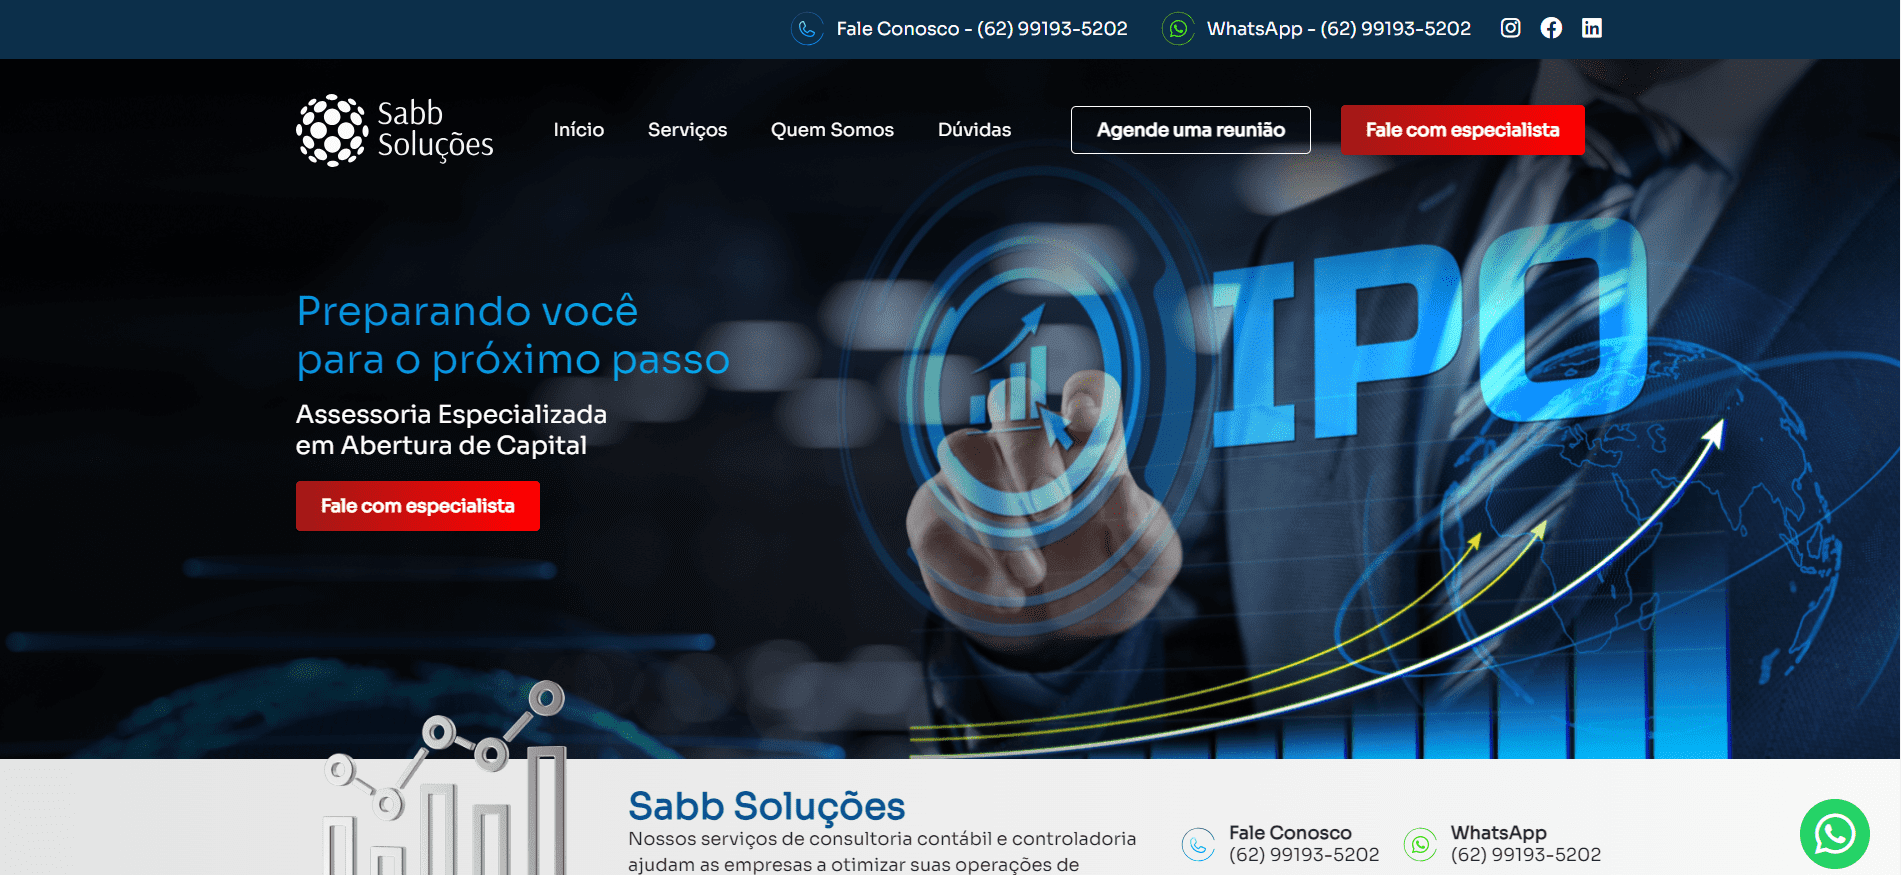 Fale Conosco - (62) 99193-5202
WhatsApp - (62) 99193-5202
Sabb
Soluções
Início
Serviços
Quem Somos
Dúvidas
Agende uma reunião
Fale com especialista
IPO
Preparando você
para o próximo passo
Assessoria Especializada
em Abertura de Capital
Fale com especialista
Sabb Soluções
Nossos serviços de consultoria contábil e controladoria
ajudam as empresas a otimizar suas operações de
Fale Conosco
(62) 99193-5202
WhatsApp
(62) 99193-5202